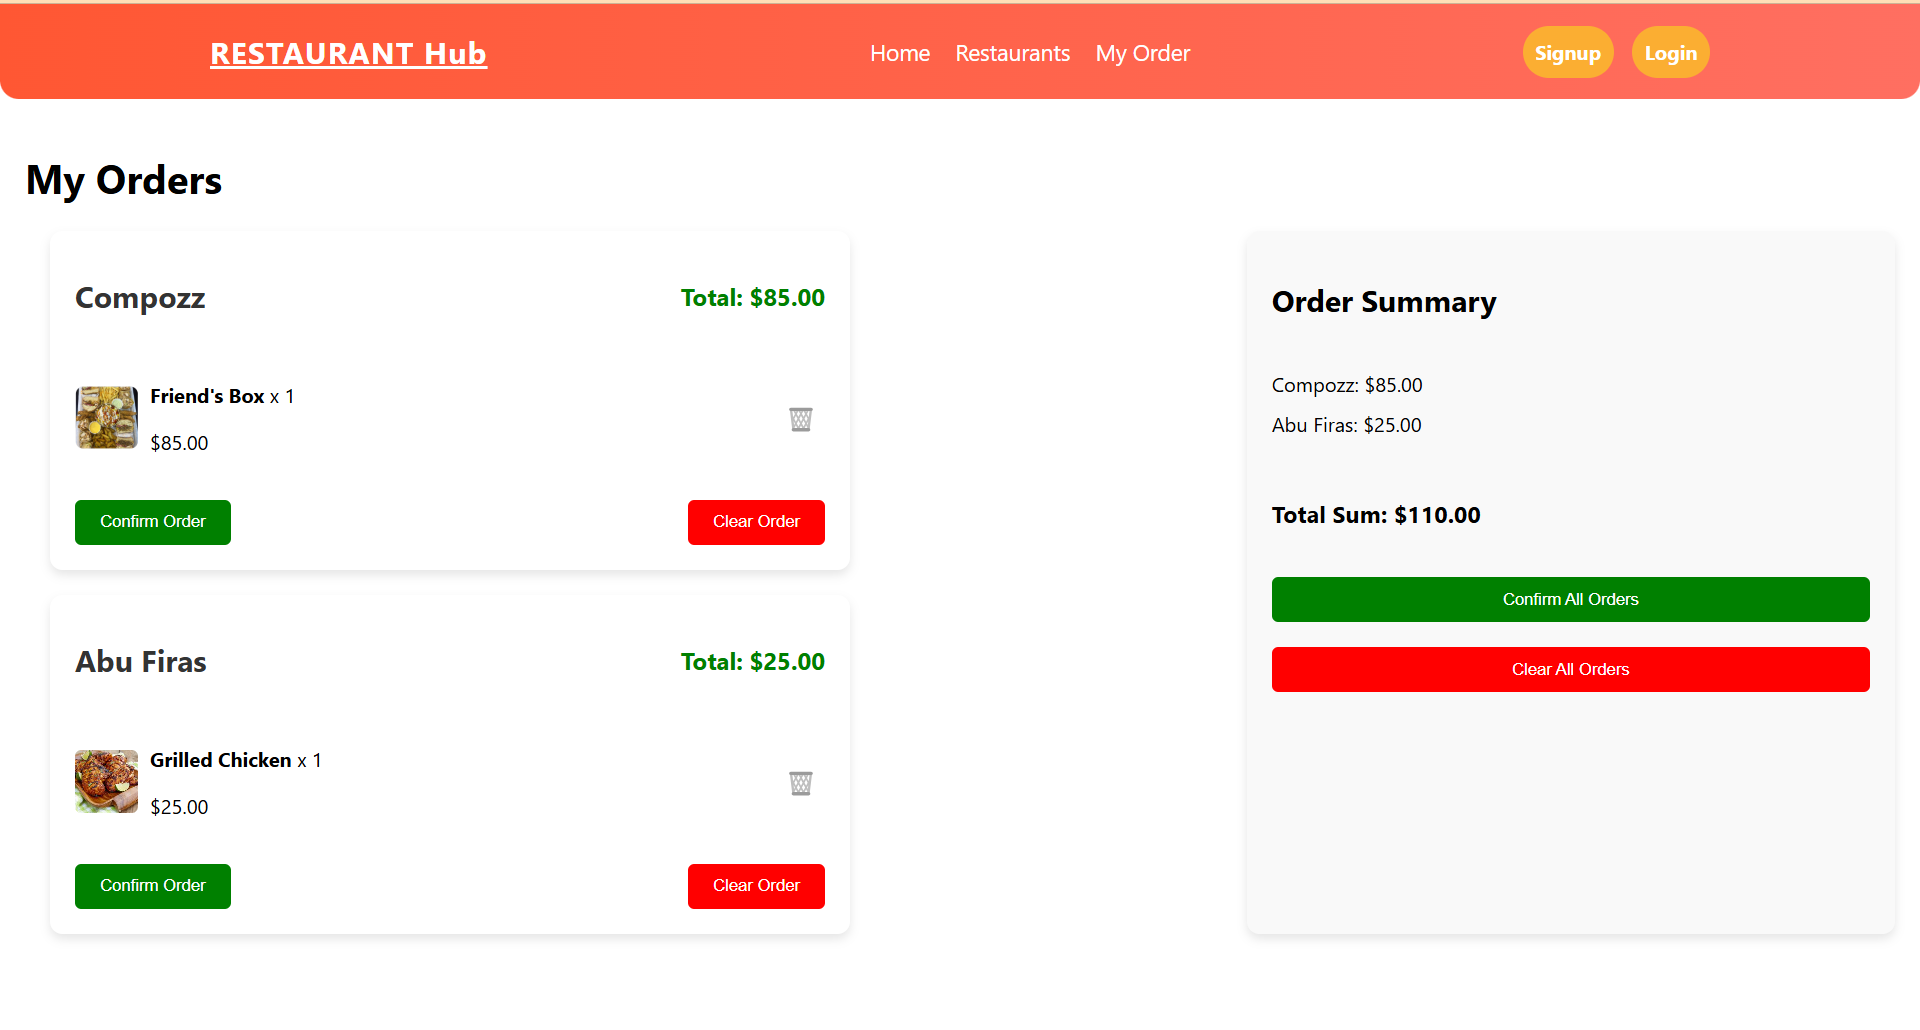 RESTAURANT Hub
Home Restaurants My Order
Signup Login
My Orders
Compozz
Total: $85.00
Friend's Box x 1
$85.00
Confirm Order
Clear Order
Abu Firas
Total: $25.00
Grilled Chicken x 1
$25.00
Confirm Order
Clear Order
Order Summary
Compozz: $85.00
Abu Firas: $25.00
Total Sum: $110.00
Confirm All Orders
Clear All Orders